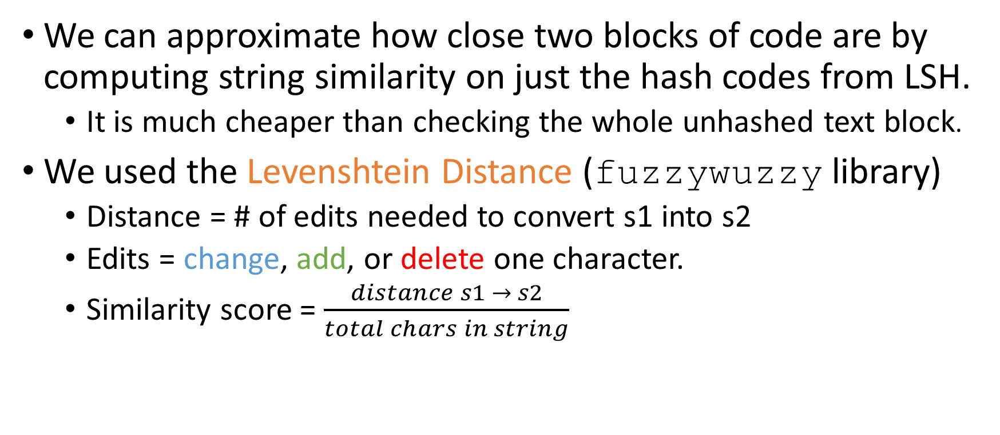 • We can approximate how close two blocks of code are by
computing string similarity on just the hash codes from LSH.
• It is much cheaper than checking the whole unhashed text block.
• We used the Levenshtein Distance (fuzzywuzzy library)
• Distance = # of edits needed to convert s1 into s2
• Edits = change, add, or delete one character.
• Similarity score = distance s1 → s2
total chars in string